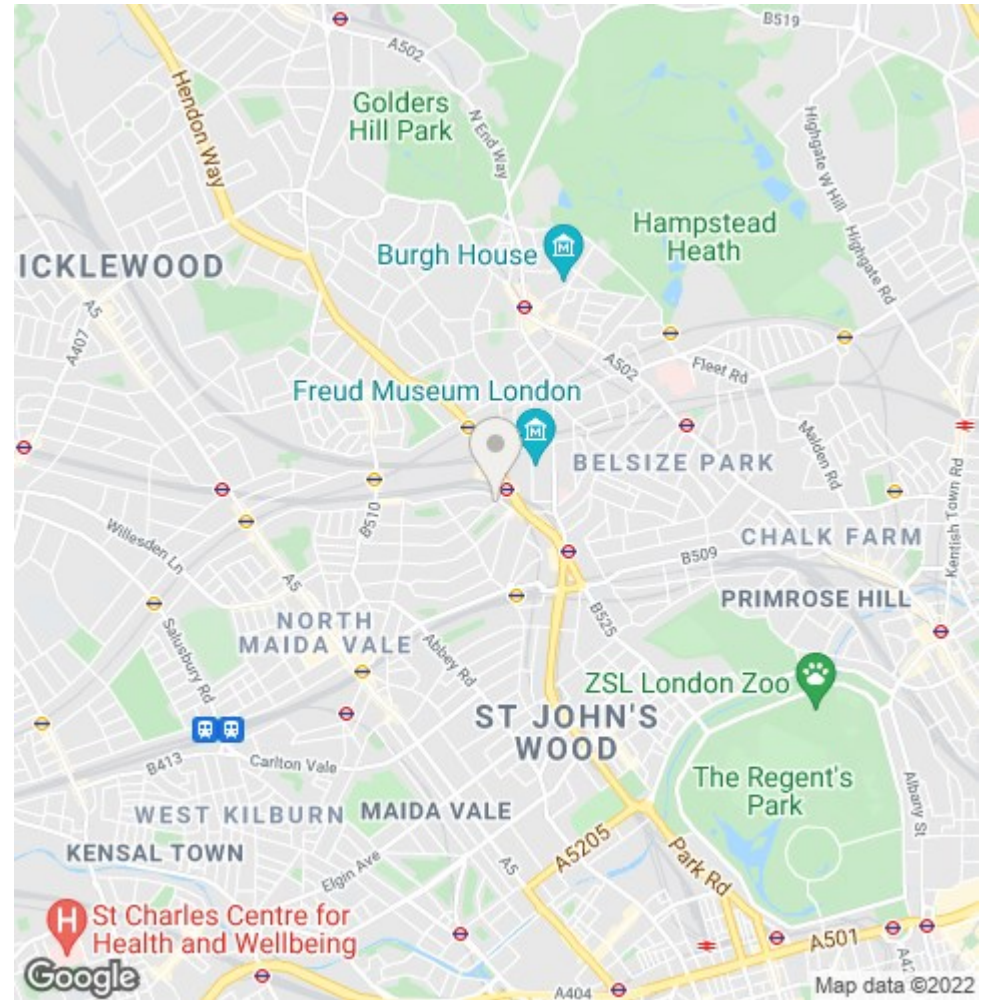 B519
A502
Hendon Way
Golders
Hill Park
N End Way
Highgate W Hill
Highgate Rd
Hampstead
Heath
Burgh House
ICKLEWOOD
A5
A407
A502
Fleet Rd
Freud Museum London
Malden Rd
BELSIZE PARK
Kentish Town Rd
B510
Willesden Ln
CHALK FARM
B509
A5
PRIMROSE HILL
B525
NORTH
MAIDA VALE
Abbey Rd
Salusbury Rd
ZSL London Zoo
ST JOHN'S
WOOD
B413
Carlton Vale
The Regent's
Park
Albany St
WEST KILBURN
MAIDA VALE
KENSAL TOWN
Elgin Ave
A5
A5205
Park Rd
H
St Charles Centre for
Health and Wellbeing
A501
A404
Google
Map data ©2022